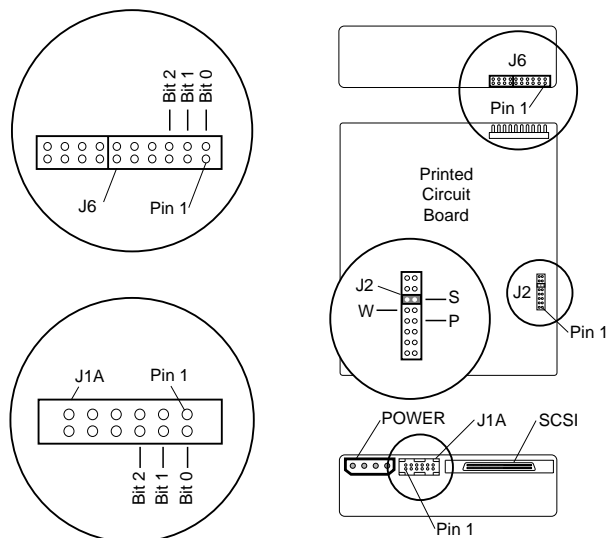 Bit 2
Bit 1
Bit 0
J6
Pin 1
J6
Pin 1
Printed
Circuit
Board
J2
S
W
P
J2
Pin 1
J1A
Pin 1
Bit 2
Bit 1
Bit 0
POWER
J1A
SCSI
Pin 1